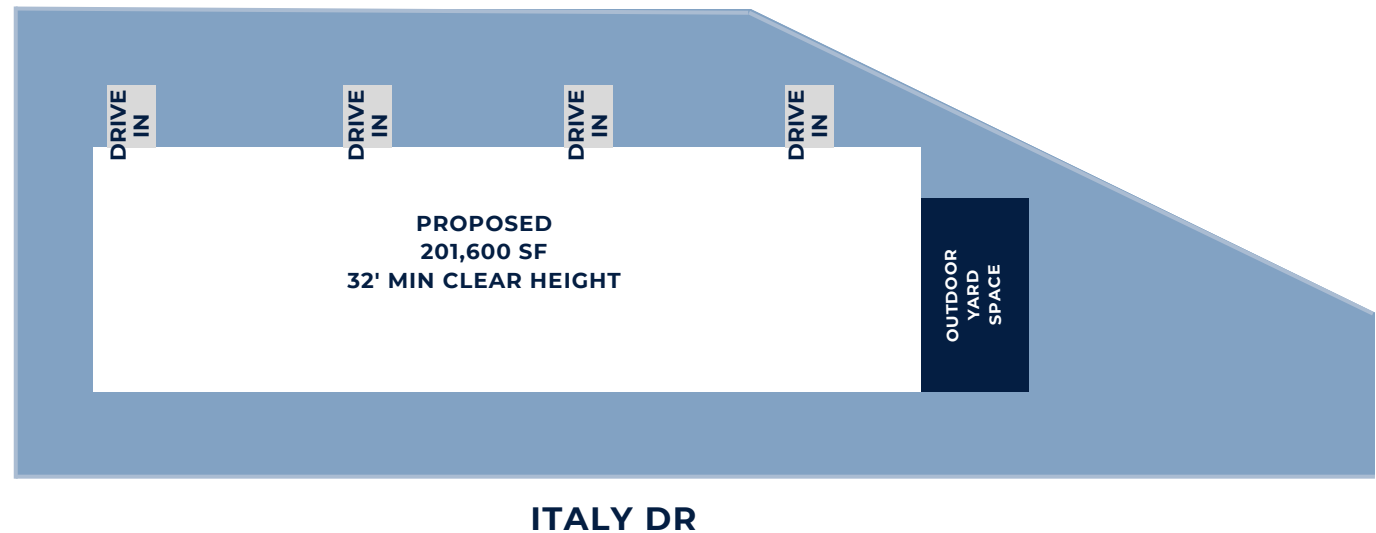 DRIVE
IN
DRIVE
IN
DRIVE
IN
DRIVE
IN
PROPOSED
201,600 SF
32' MIN CLEAR HEIGHT
OUTDOOR
YARD
SPACE
ITALY DR